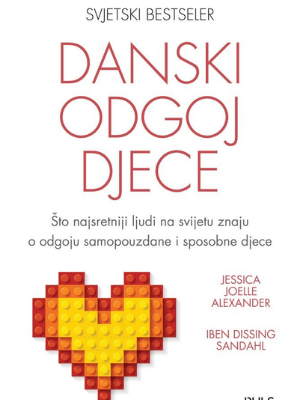 SVJETSKI BESTSELER
DANSKI
ODGOJ
DJECE
Što najsretniji ljudi na svijetu znaju
o odgoju samopouzdane i sposobne djece
JESSICA
JOELLE
ALEXANDER
IBEN DISSING
SANDAHL